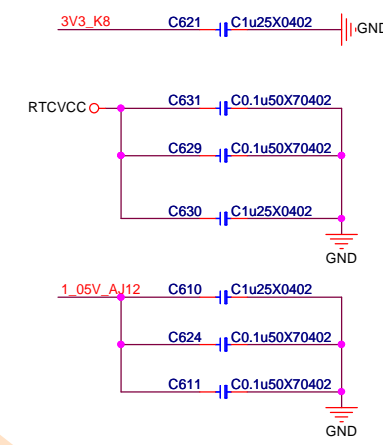 3V3_K8 C621 C1u25X0402 GND
RTCVCC C631 C0.1u50X70402
C629 C0.1u50X70402
C630 C1u25X0402
GND
1_05V_AJ12 C610 C1u25X0402
C624 C0.1u50X70402
C611 C0.1u50X70402
GND